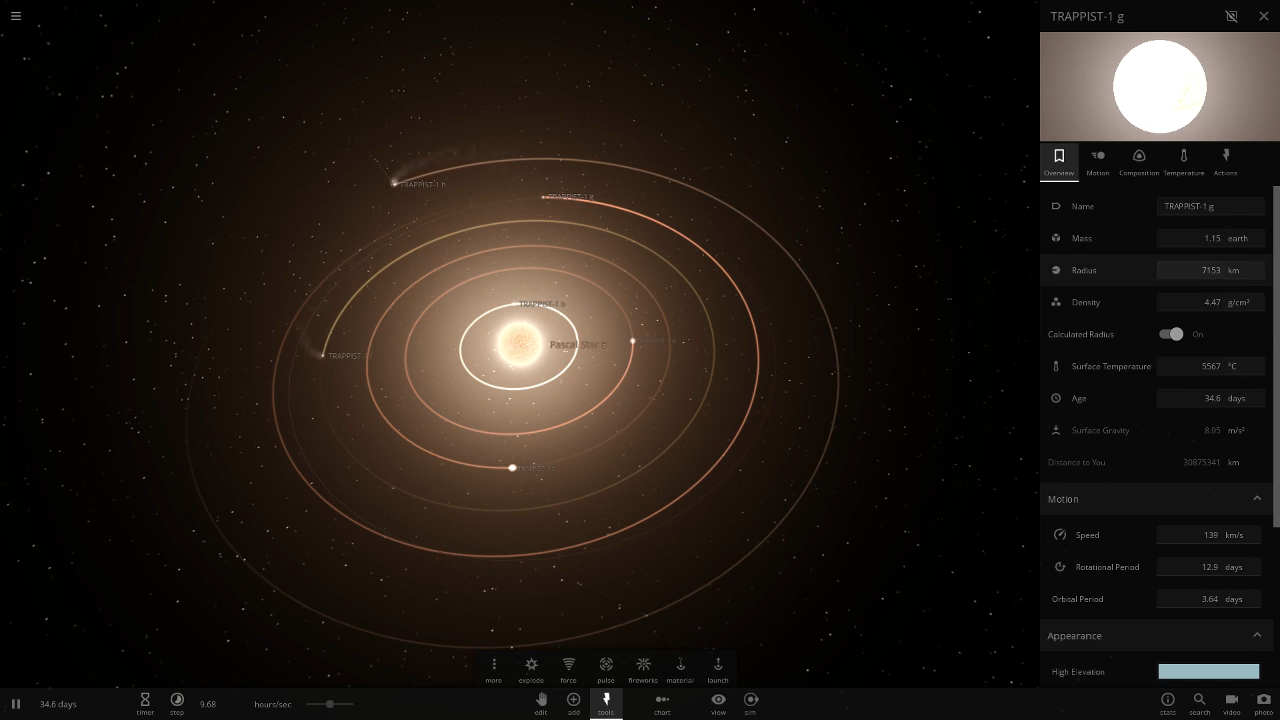 TRAPPIST-1 g
Overview
Motion
Composition
Temperature
Actions
Name TRAPPIST-1 g
Mass 1.15 earth
Radius 7153 km
Density 4.47 g/cm³
Calculated Radius On
Surface Temperature 5567 °C
Age 34.6 days
Surface Gravity 8.95 m/s²
Distance to You 30875341 km
Motion
Speed 139 km/s
Rotational Period 12.9 days
Orbital Period 3.64 days
Appearance
High Elevation
TRAPPIST-1 h
TRAPPIST-1 g
TRAPPIST-1 b
Pascal Star
TRAPPIST-1
more
explode
force
pulse
fireworks
material
launch
34.6 days
timer
step
9.68 hours/sec
edit
add
tools
chart
view
sim
stats
search
video
photo